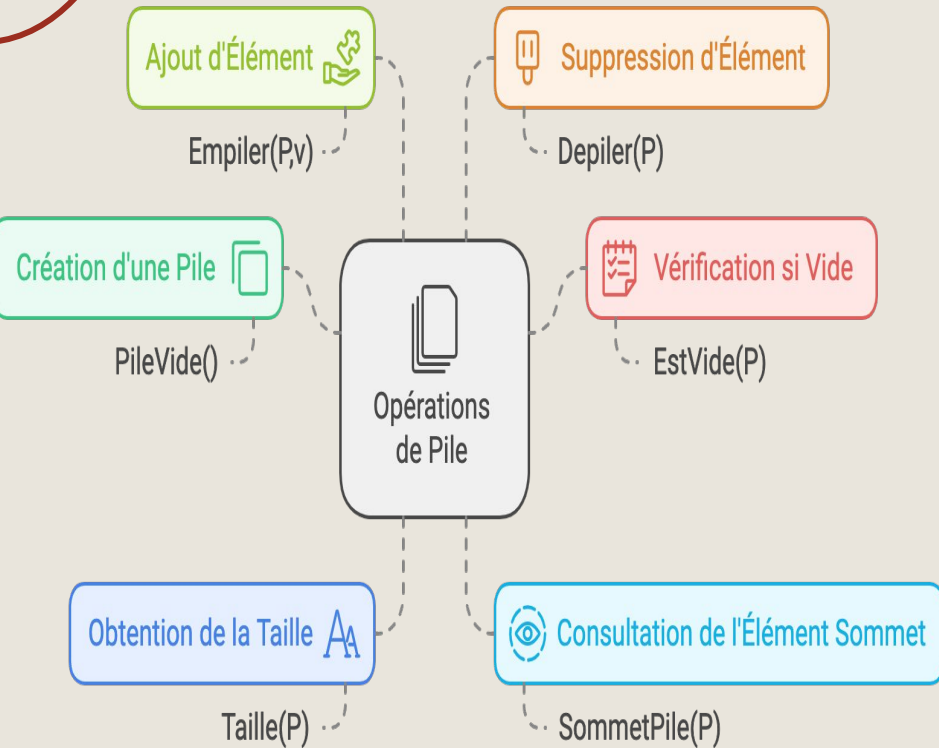 Ajout d'Élément
Suppression d'Élément
Empiler(P,v)
Depiler(P)
Création d'une Pile
Vérification si Vide
PileVide()
EstVide(P)
Opérations
de Pile
Obtention de la Taille
Consultation de l'Élément Sommet
Taille(P)
SommetPile(P)